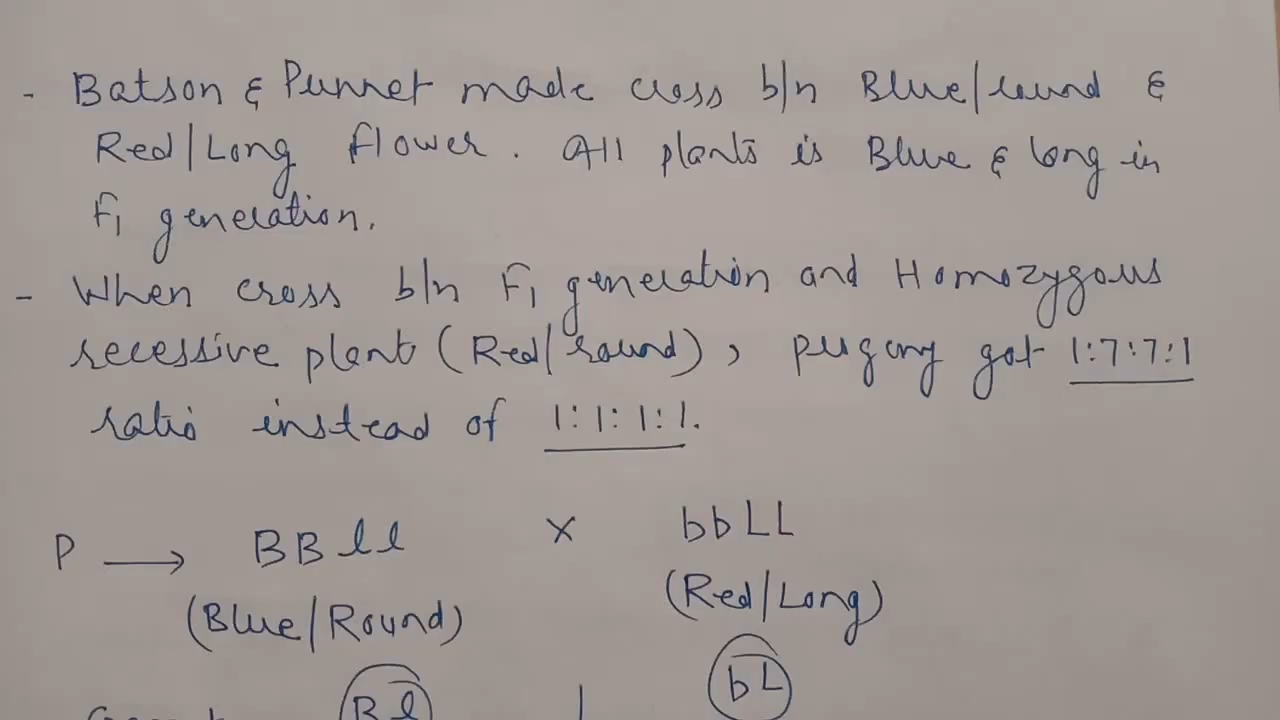 - Batson & Punnet made cross b/n Blue/round &
Red/Long flower. All plants is Blue & long in
F1 generation.
- When cross b/n F1 generation and Homozygous
recessive plant (Red/round), pugeny got 1:7:7:1
ratio instead of 1:1:1:1.
P → BBll x bbLL
(Blue/Round) (Red/Long)
Bl bL